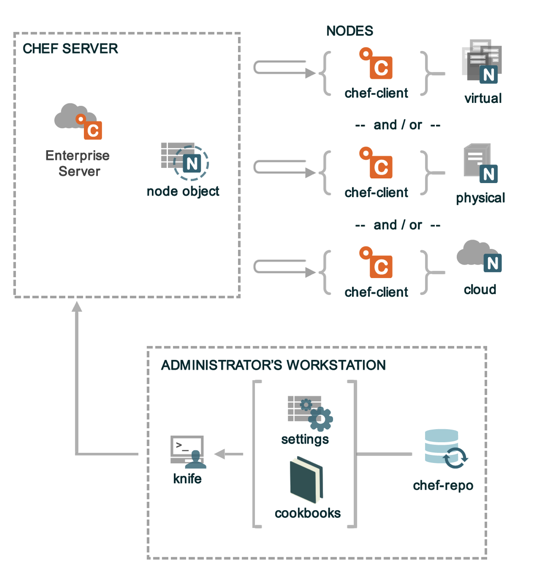 CHEF SERVER
C
Enterprise
Server
N
node object
NODES
C
chef-client
N
virtual
-- and / or --
C
chef-client
N
physical
-- and / or --
C
chef-client
N
cloud
ADMINISTRATOR'S WORKSTATION
>_
knife
settings
cookbooks
chef-repo